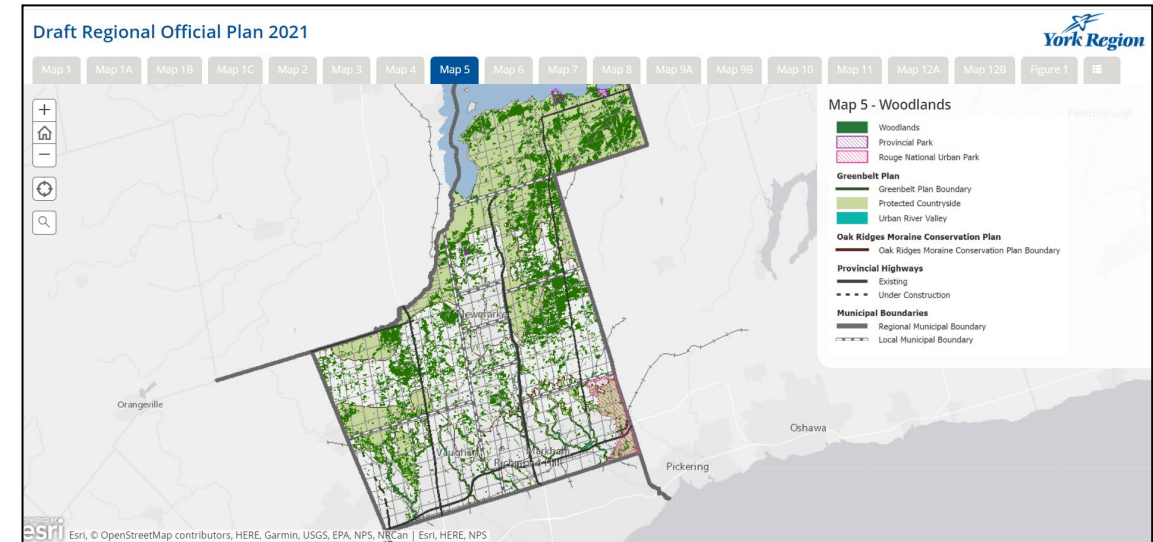 Draft Regional Official Plan 2021
York Region
Map 1 Map 1A Map 1B Map 1C Map 2 Map 3 Map 4 Map 5 Map 6 Map 7 Map 8 Map 9A Map 9B Map 10 Map 11 Map 12A Map 12B Figure 1
Map 5 - Woodlands
Peterborough
Woodlands
Provincial Park
Rouge National Urban Park
Greenbelt Plan
Greenbelt Plan Boundary
Protected Countryside
Urban River Valley
Oak Ridges Moraine Conservation Plan
Oak Ridges Moraine Conservation Plan Boundary
Provincial Highways
Existing
Under Construction
Municipal Boundaries
Regional Municipal Boundary
Local Municipal Boundary
Newmarke
Orangeville
Oshawa
Vaughan
Markham
Richmond Hill
Pickering
POWERED BY
esri
Esri, © OpenStreetMap contributors, HERE, Garmin, USGS, EPA, NPS, NRCan | Esri, HERE, NPS